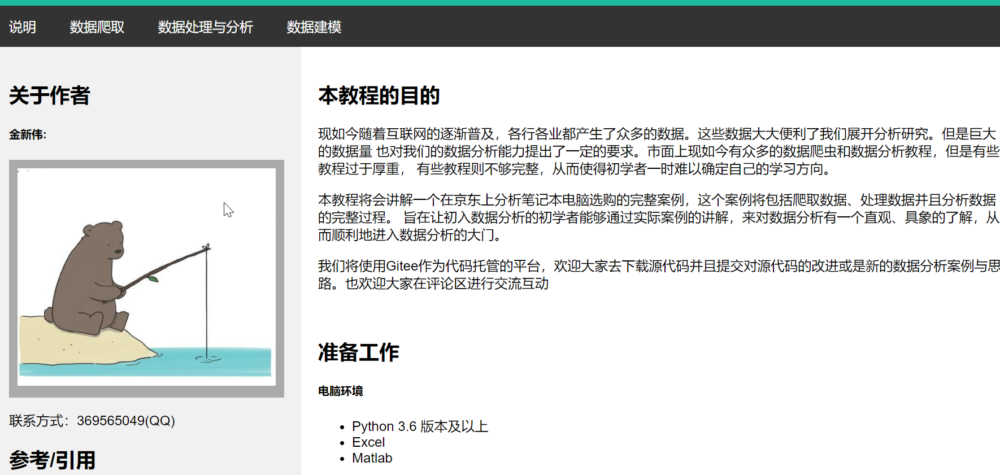 说明 数据爬取 数据处理与分析 数据建模
关于作者
金新伟:
联系方式：369565049(QQ)
参考/引用
本教程的目的
现如今随着互联网的逐渐普及，各行各业都产生了众多的数据。这些数据大大便利了我们展开分析研究。但是巨大
的数据量 也对我们的数据分析能力提出了一定的要求。市面上现如今有众多的数据爬虫和数据分析教程，但是有些
教程过于厚重， 有些教程则不够完整，从而使得初学者一时难以确定自己的学习方向。
本教程将会讲解一个在京东上分析笔记本电脑选购的完整案例，这个案例将包括爬取数据、处理数据并且分析数据
的完整过程。 旨在让初入数据分析的初学者能够通过实际案例的讲解，来对数据分析有一个直观、具象的了解，从
而顺利地进入数据分析的大门。
我们将使用Gitee作为代码托管的平台，欢迎大家去下载源代码并且提交对源代码的改进或是新的数据分析案例与思
路。也欢迎大家在评论区进行交流互动
准备工作
电脑环境
• Python 3.6 版本及以上
• Excel
• Matlab